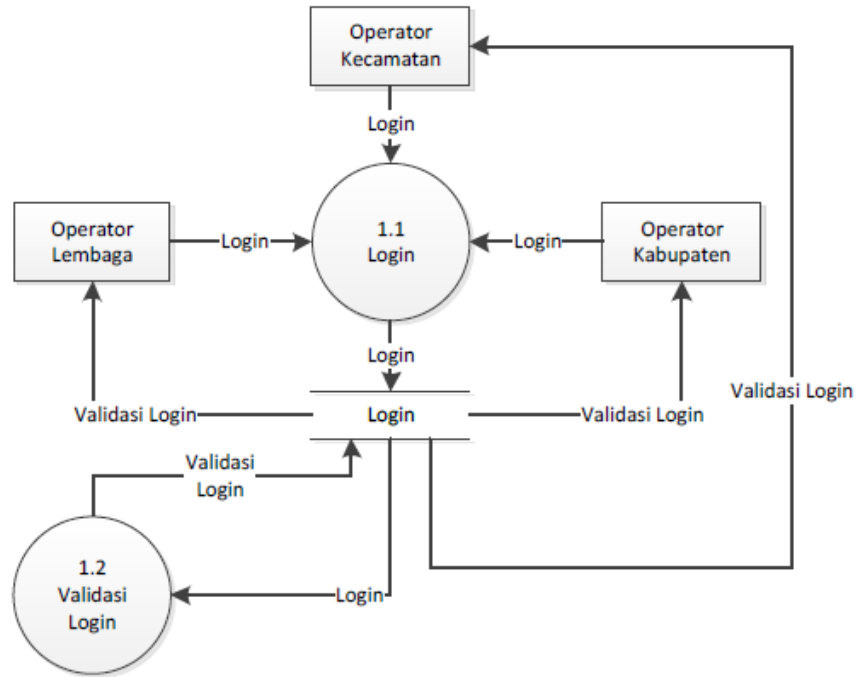 Operator
Kecamatan
Login
Operator
Lembaga
Login
1.1
Login
Login
Operator
Kabupaten
Login
Validasi Login
Login
Validasi Login
Validasi Login
Validasi
Login
1.2
Validasi
Login
Login